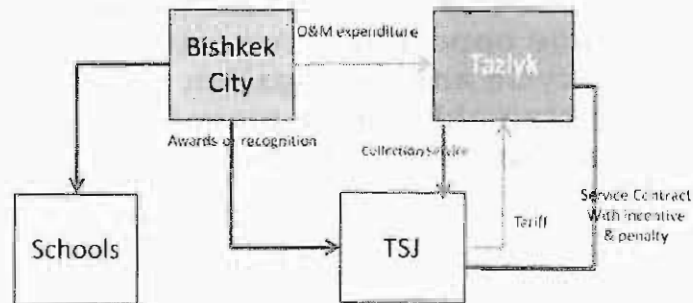 O&M expenditure
Bishkek
City
Tazlyk
Awards of recognition
Collection Service
Service Contract
With incentive
& penalty
Tariff
Schools
TSJ